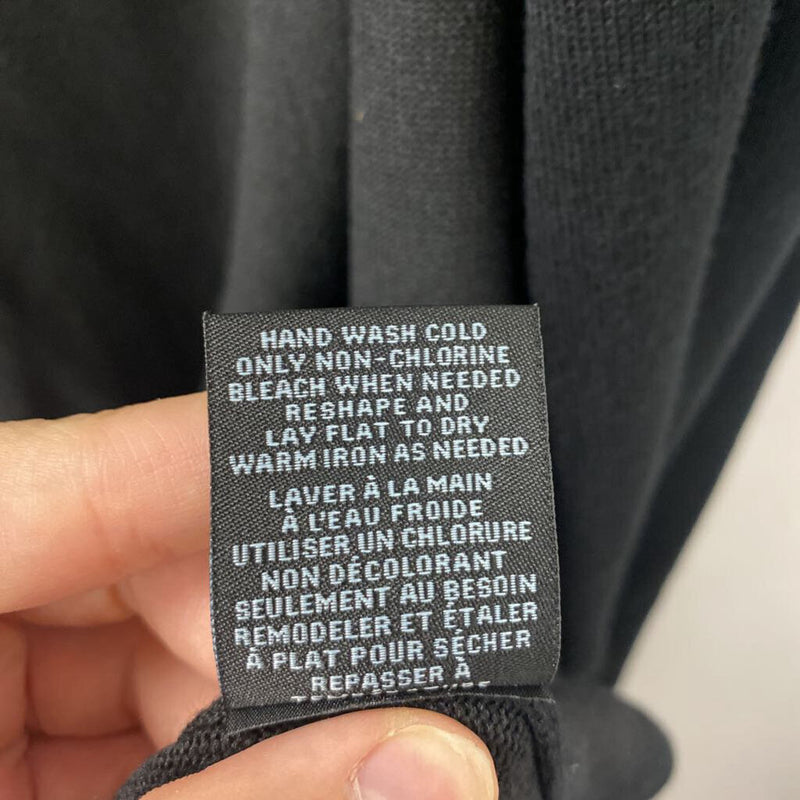 HAND WASH COLD
ONLY NON-CHLORINE
BLEACH WHEN NEEDED
RESHAPE AND
LAY FLAT TO DRY
WARM IRON AS NEEDED
LAVER À LA MAIN
À L'EAU FROIDE
UTILISER UN CHLORURE
NON DÉCOLORANT
SEULEMENT AU BESOIN
REMODELER ET ÉTALER
À PLAT POUR SÉCHER
REPASSER À